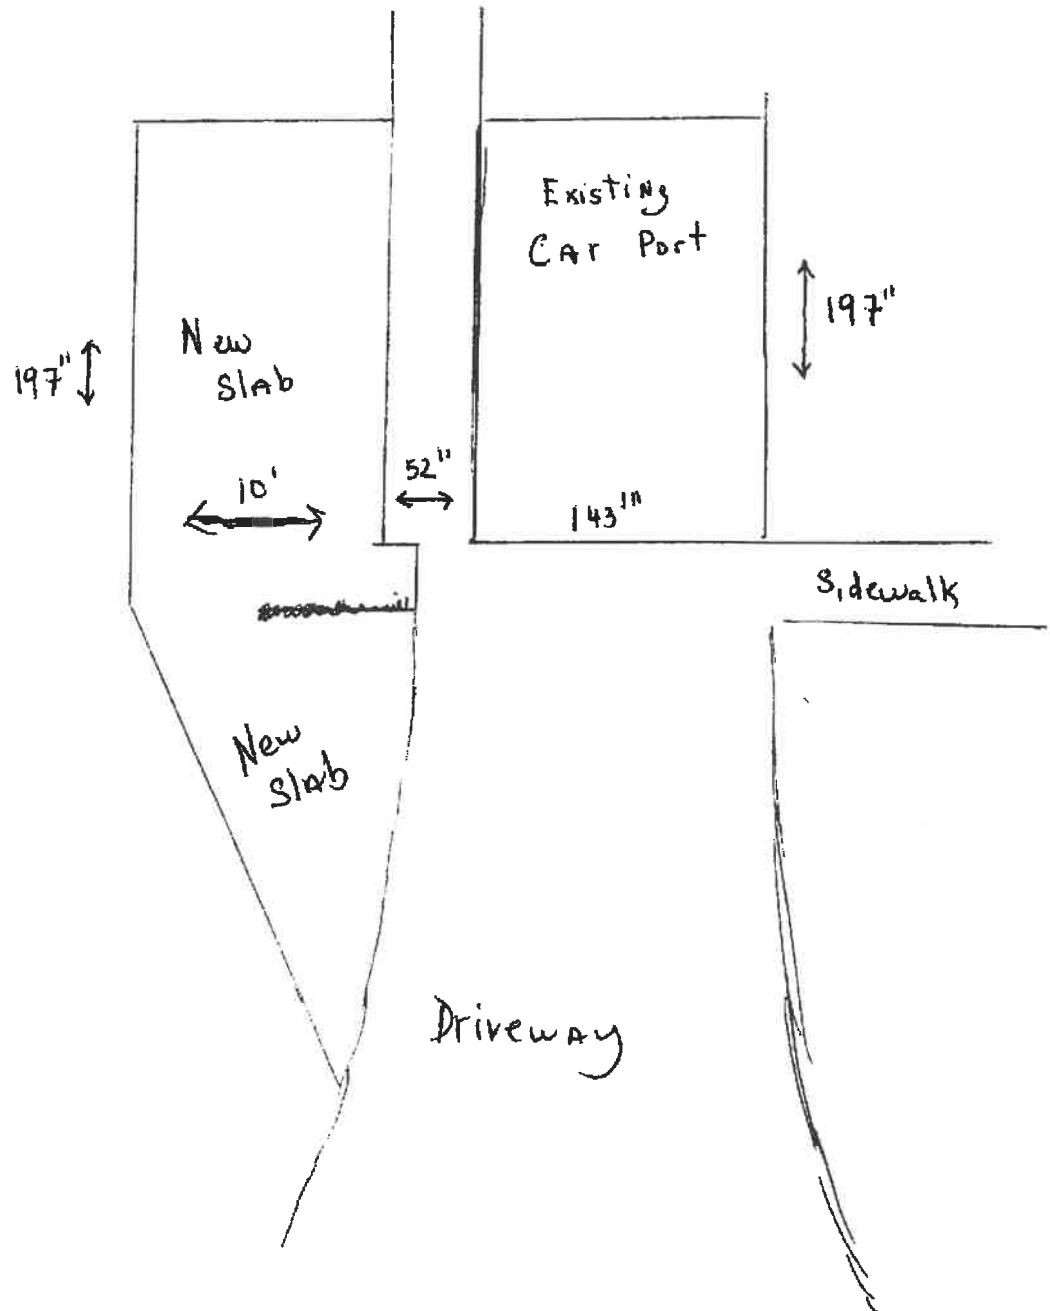 Existing
Car Port
197"
New
Slab
197"
10'
52"
143"
Sidewalk
New
Slab
Driveway